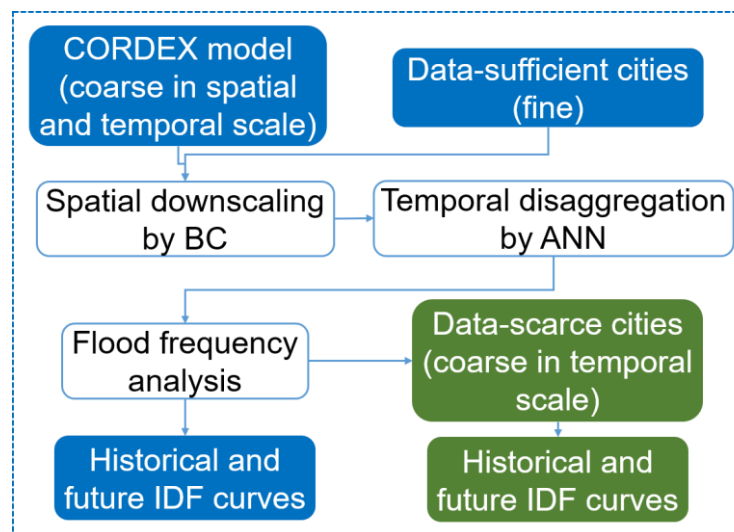 CORDEX model
(coarse in spatial
and temporal scale)
Data-sufficient cities
(fine)
Spatial downscaling
by BC
Temporal disaggregation
by ANN
Flood frequency
analysis
Data-scarce cities
(coarse in temporal
scale)
Historical and
future IDF curves
Historical and
future IDF curves